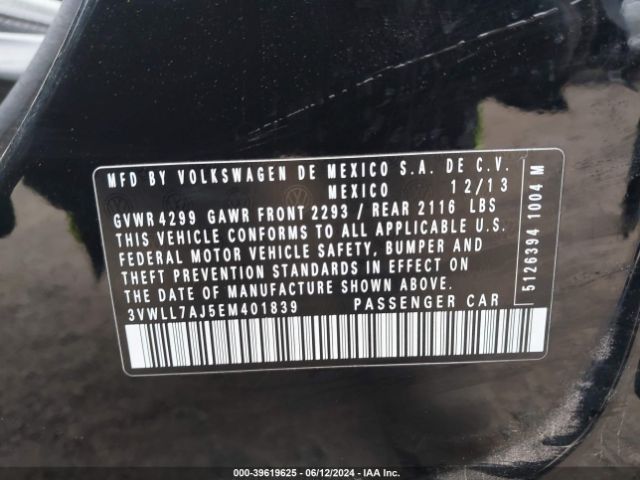 MFD BY VOLKSWAGEN DE MEXICO S.A. DE C.V.
MEXICO 12/13
GVWR 4299 GAWR FRONT 2293 / REAR 2116 LBS
THIS VEHICLE CONFORMS TO ALL APPLICABLE U.S.
FEDERAL MOTOR VEHICLE SAFETY, BUMPER AND
THEFT PREVENTION STANDARDS IN EFFECT ON
THE DATE OF MANUFACTURE SHOWN ABOVE.
3VWLL7AJ5EM401839 PASSENGER CAR
5126394 1004 M
000-39619625 - 06/12/2024 - IAA Inc.